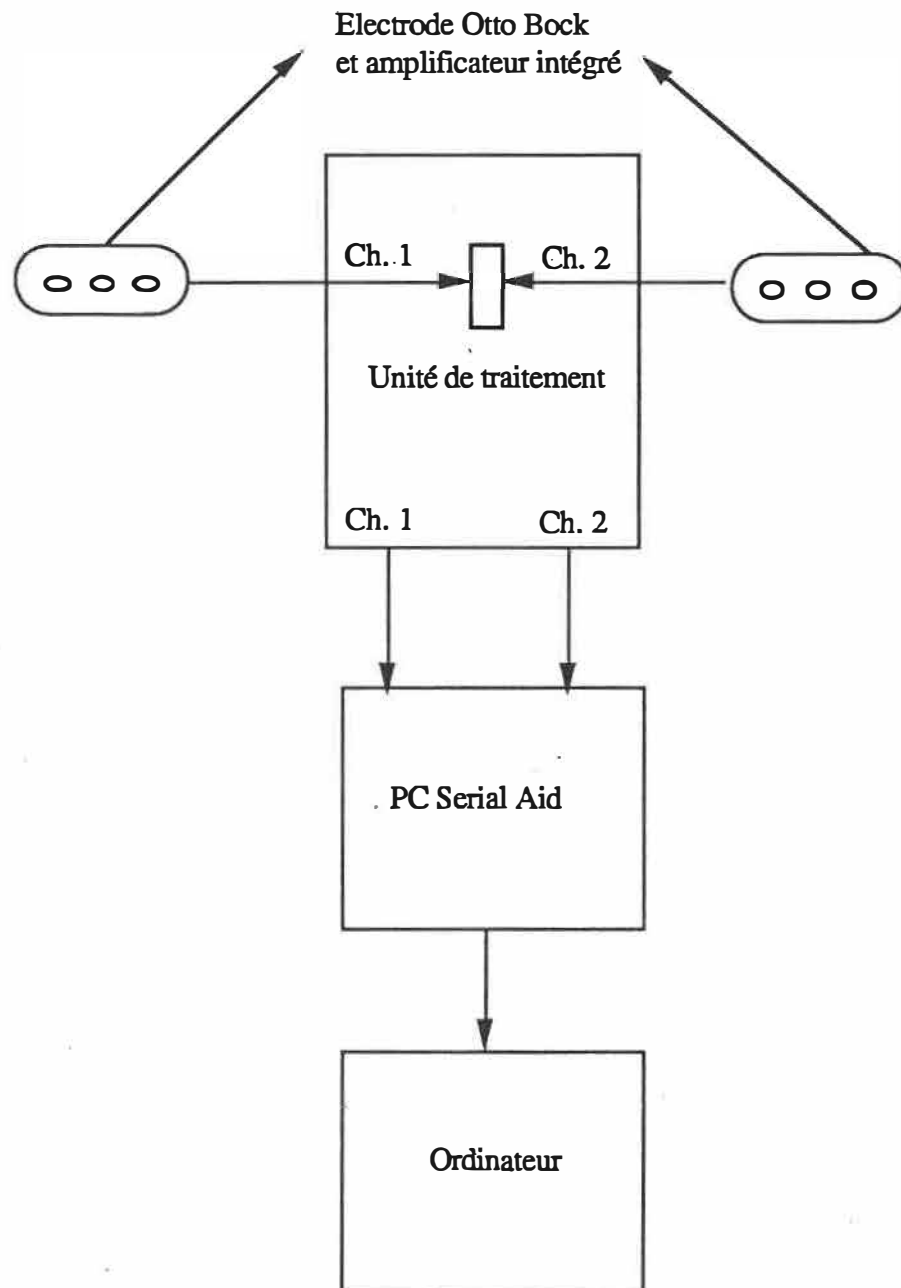 Electrode Otto Bock
et amplificateur intégré
Ch. 1
Ch. 2
Unité de traitement
Ch. 1
Ch. 2
PC Serial Aid
Ordinateur